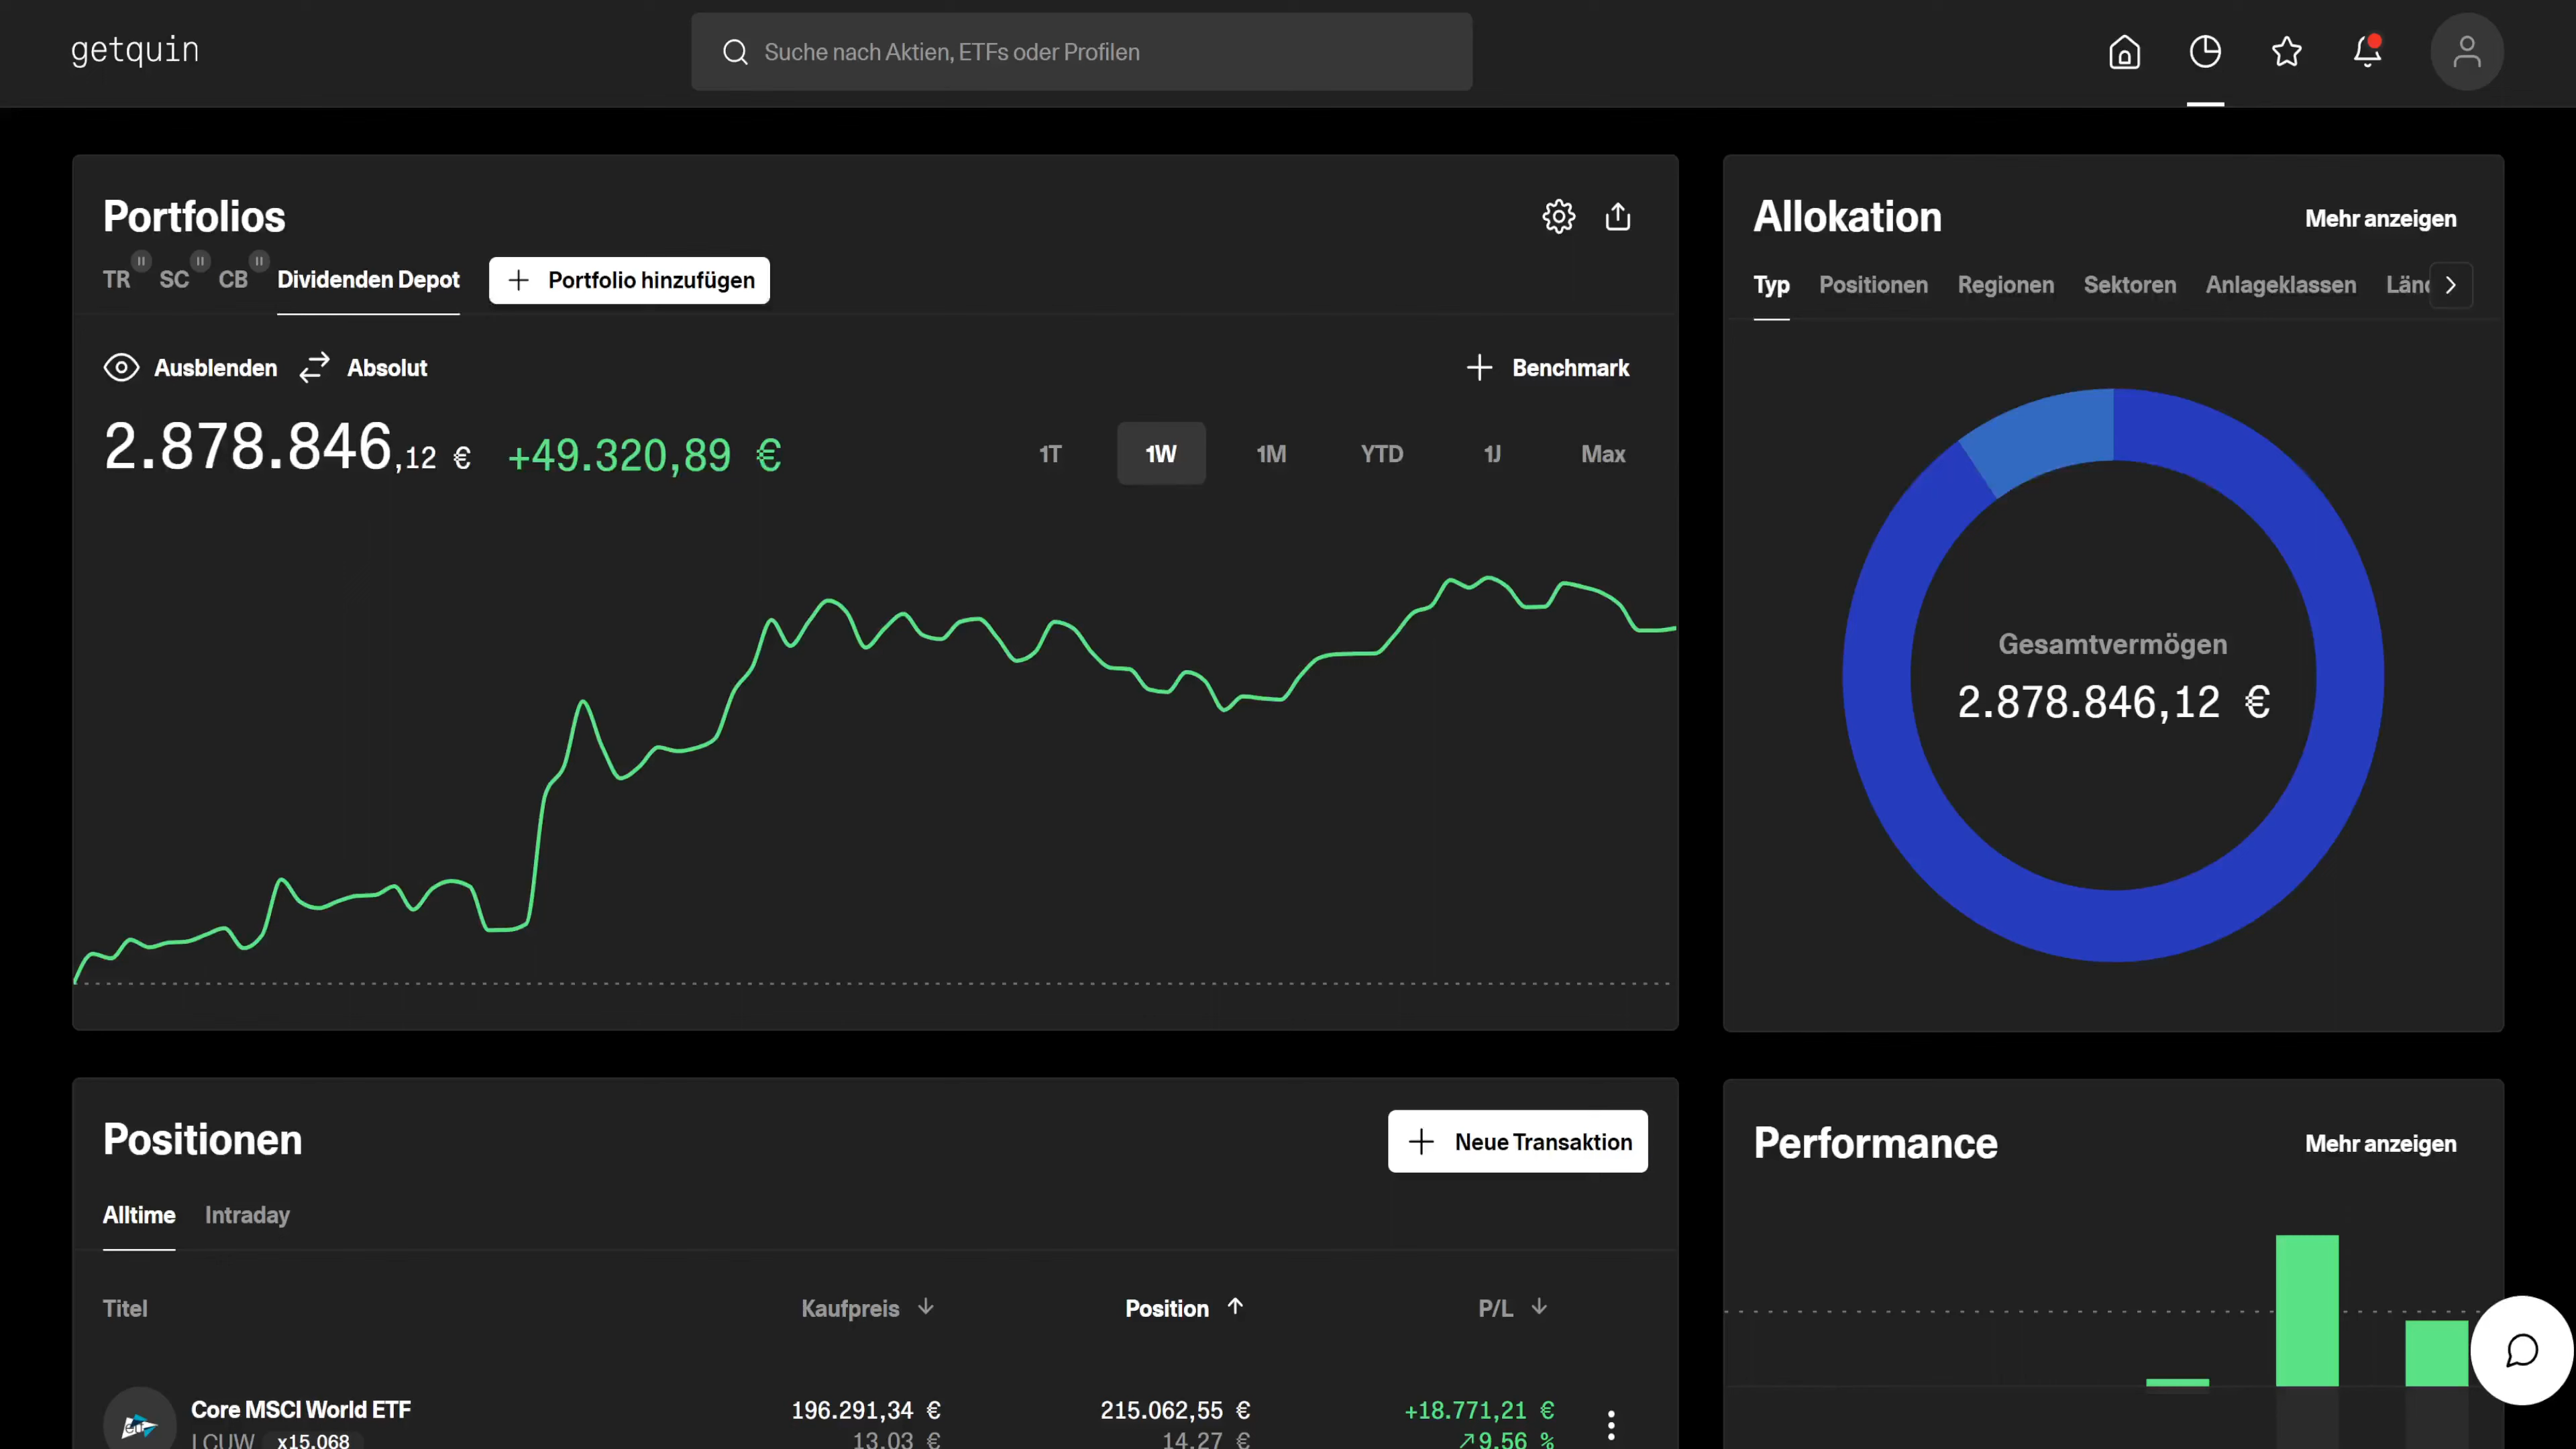 getquin
Suche nach Aktien, ETFs oder Profilen
Portfolios
TR SC CB Dividenden Depot Portfolio hinzufügen
Ausblenden Absolut
Benchmark
2.878.846,12 € +49.320,89 €
1T 1W 1M YTD 1J Max
Allokation
Mehr anzeigen
Typ Positionen Regionen Sektoren Anlageklassen
Gesamtvermögen
2.878.846,12 €
Positionen
Neue Transaktion
Alltime Intraday
Titel Kaufpreis Position P/L
Core MSCI World ETF 196.291,34 € 215.062,55 € +18.771,21 €
LCUW x15.068 13,03 € 14,27 € 9,56 %
Performance
Mehr anzeigen